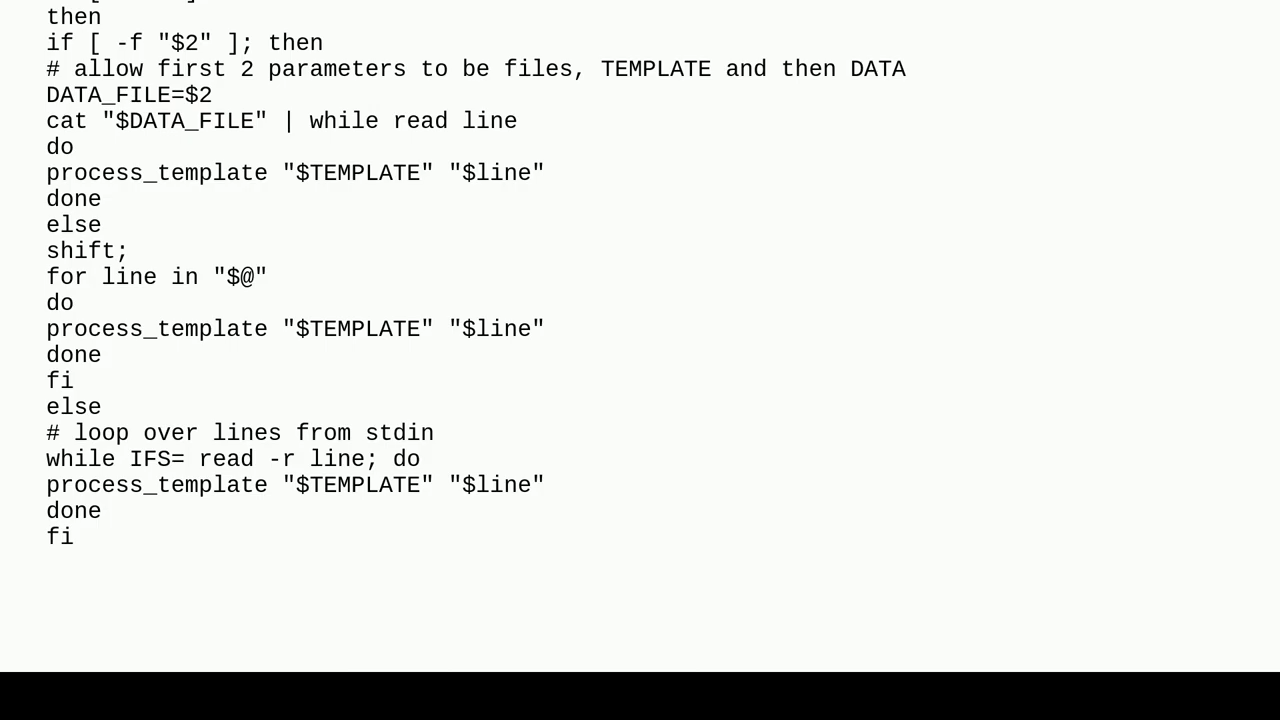 then
if [ -f "$2" ]; then
# allow first 2 parameters to be files, TEMPLATE and then DATA
DATA_FILE=$2
cat "$DATA_FILE" | while read line
do
process_template "$TEMPLATE" "$line"
done
else
shift;
for line in "$@"
do
process_template "$TEMPLATE" "$line"
done
fi
else
# loop over lines from stdin
while IFS= read -r line; do
process_template "$TEMPLATE" "$line"
done
fi